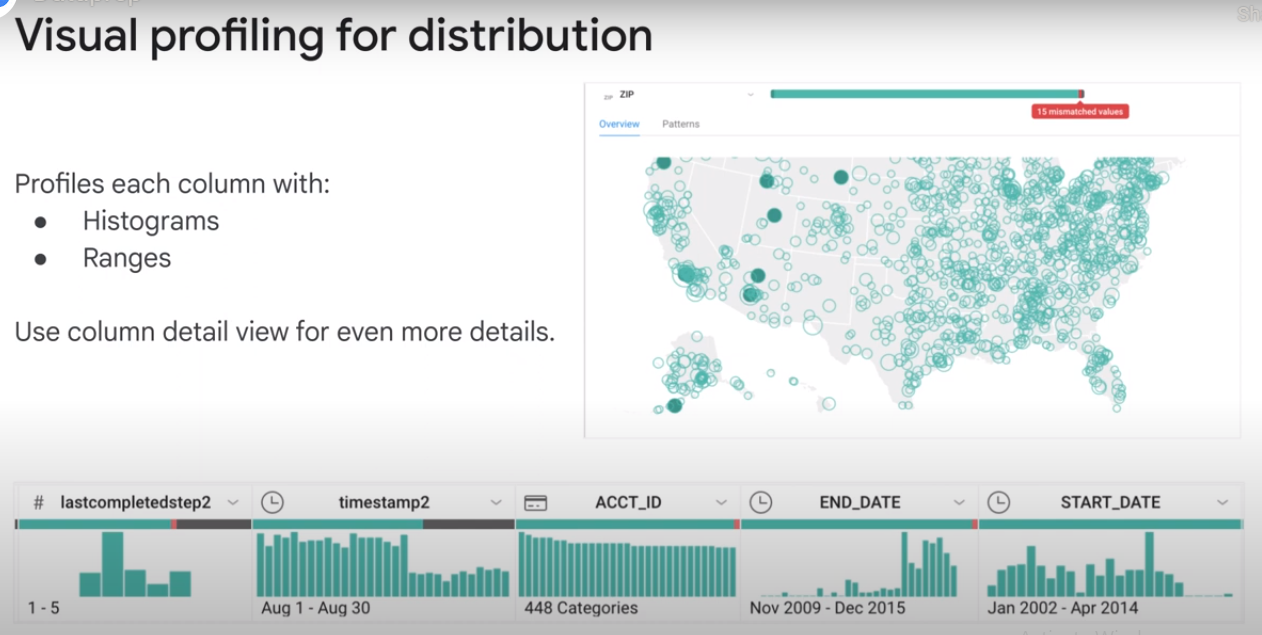 Visual profiling for distribution
ZIP ZIP
15 mismatched values
Overview Patterns
Profiles each column with:
● Histograms
● Ranges
Use column detail view for even more details.
# lastcompletedstep2 timestamp2 ACCT_ID END_DATE START_DATE
1 - 5 Aug 1 - Aug 30 448 Categories Nov 2009 - Dec 2015 Jan 2002 - Apr 2014